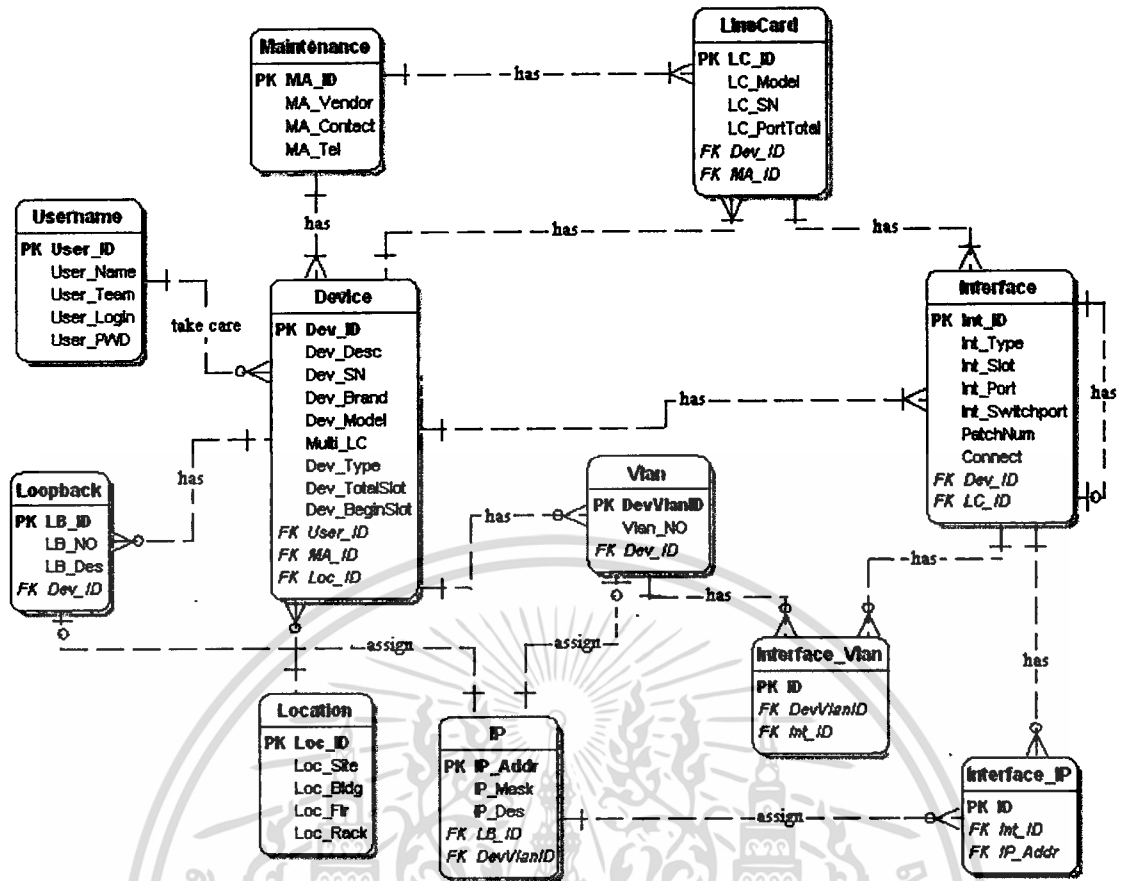 LineCard
PK LC_ID
LC_Model
LC_SN
LC_PortTotal
FK Dev_ID
FK MA_ID
Maintenance
PK MA_ID
MA_Vendor
MA_Contact
MA_Tel
has
Username
PK User_ID
User_Name
User_Team
User_Login
User_PWD
has
has
has
take care
Device
PK Dev_ID
Dev_Desc
Dev_SN
Dev_Brand
Dev_Model
Multi_LC
Dev_Type
Dev_TotalSlot
Dev_BeginSlot
FK User_ID
FK MA_ID
FK Loc_ID
Interface
PK Int_ID
Int_Type
Int_Slot
Int_Port
Int_Switchport
PatchNum
Connect
FK Dev_ID
FK LC_ID
has
has
has
Loopback
PK LB_ID
LB_NO
LB_Des
FK Dev_ID
has
Vlan
PK DevVlanID
Vlan_NO
FK Dev_ID
has
has
assign
assign
Interface_Vlan
PK ID
FK DevVlanID
FK Int_ID
has
Location
PK Loc_ID
Loc_Site
Loc_Bldg
Loc_Flr
Loc_Rack
IP
PK IP_Addr
IP_Mask
IP_Des
FK LB_ID
FK DevVlanID
assign
Interface_IP
PK ID
FK Int_ID
FK IP_Addr